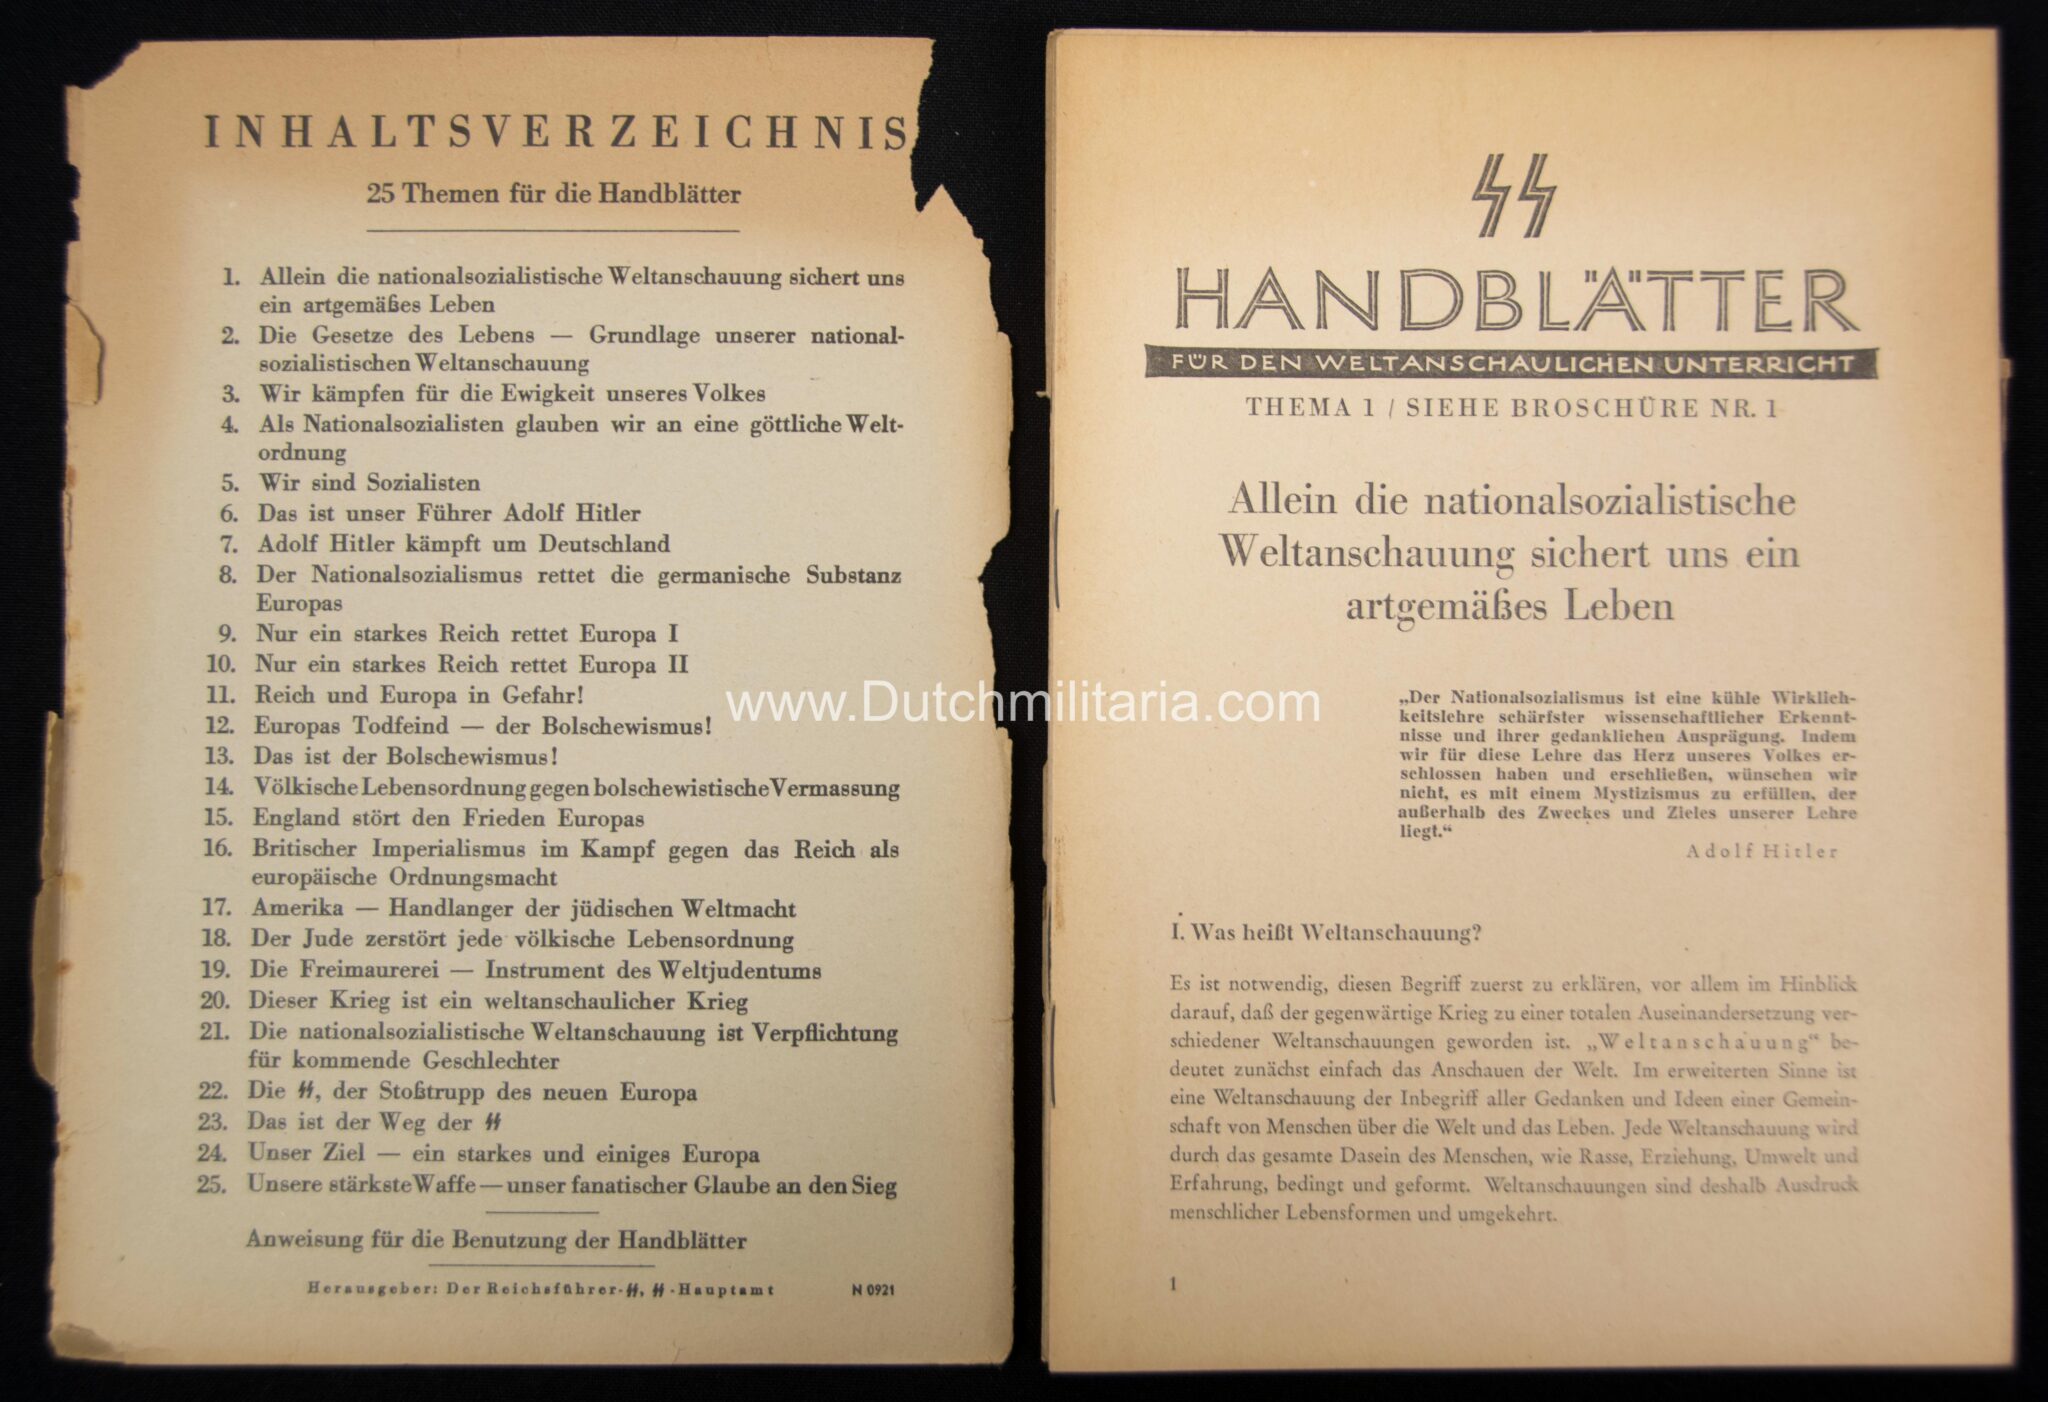 INHALTSVERZEICHNIS
25 Themen für die Handblätter
1. Allein die nationalsozialistische Weltanschauung sichert uns
ein artgemäßes Leben
2. Die Gesetze des Lebens — Grundlage unserer national-
sozialistischen Weltanschauung
3. Wir kämpfen für die Ewigkeit unseres Volkes
4. Als Nationalsozialisten glauben wir an eine göttliche Welt-
ordnung
5. Wir sind Sozialisten
6. Das ist unser Führer Adolf Hitler
7. Adolf Hitler kämpft um Deutschland
8. Der Nationalsozialismus rettet die germanische Substanz
Europas
9. Nur ein starkes Reich rettet Europa I
10. Nur ein starkes Reich rettet Europa II
11. Reich und Europa in Gefahr!
12. Europas Todfeind — der Bolschewismus!
13. Das ist der Bolschewismus!
14. Völkische Lebensordnung gegen bolschewistische Vermassung
15. England stört den Frieden Europas
16. Britischer Imperialismus im Kampf gegen das Reich als
europäische Ordnungsmacht
17. Amerika — Handlanger der jüdischen Weltmacht
18. Der Jude zerstört jede völkische Lebensordnung
19. Die Freimaurerei — Instrument des Weltjudentums
20. Dieser Krieg ist ein weltanschaulicher Krieg
21. Die nationalsozialistische Weltanschauung ist Verpflichtung
für kommende Geschlechter
22. Die ᛋᛋ, der Stoßtrupp des neuen Europa
23. Das ist der Weg der ᛋᛋ
24. Unser Ziel — ein starkes und einiges Europa
25. Unsere stärkste Waffe — unser fanatischer Glaube an den Sieg
Anweisung für die Benutzung der Handblätter
Herausgeber: Der Reichsführer-ᛋᛋ, ᛋᛋ-Hauptamt N 0921
ᛋᛋ
HANDBLÄTTER
FÜR DEN WELTANSCHAULICHEN UNTERRICHT
THEMA 1 / SIEHE BROSCHÜRE NR. 1
Allein die nationalsozialistische
Weltanschauung sichert uns ein
artgemäßes Leben
„Der Nationalsozialismus ist eine kühle Wirklich-
keitslehre schärfster wissenschaftlicher Erkennt-
nisse und ihrer gedanklichen Ausprägung. Indem
wir für diese Lehre das Herz unseres Volkes er-
schlossen haben und erschließen, wünschen wir
nicht, es mit einem Mystizismus zu erfüllen, der
außerhalb des Zweckes und Zieles unserer Lehre
liegt.“
Adolf Hitler
I. Was heißt Weltanschauung?
Es ist notwendig, diesen Begriff zuerst zu erklären, vor allem im Hinblick
darauf, daß der gegenwärtige Krieg zu einer totalen Auseinandersetzung ver-
schiedener Weltanschauungen geworden ist. „Weltanschauung“ be-
deutet zunächst einfach das Anschauen der Welt. Im erweiterten Sinne ist
eine Weltanschauung der Inbegriff aller Gedanken und Ideen einer Gemein-
schaft von Menschen über die Welt und das Leben. Jede Weltanschauung wird
durch das gesamte Dasein des Menschen, wie Rasse, Erziehung, Umwelt und
Erfahrung, bedingt und geformt. Weltanschauungen sind deshalb Ausdruck
menschlicher Lebensformen und umgekehrt.
1
www.Dutchmilitaria.com